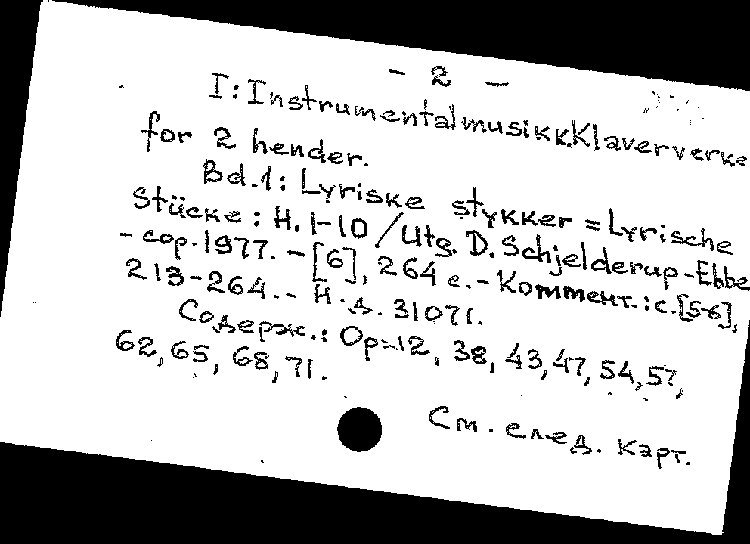 - 2 -
I: Instrumentalmusikk. Klaververke
for 2 hender.
Bd.1: Lyriske stykker = Lyrische
Stücke: H. 1-10 / Utg. D. Schjelderup-Ebbe
- cop. 1977. - [6], 264 с. - Коммент.: с. [5-6],
213-264. - Н. д. 31071.
Содерж.: Op. 12, 38, 43, 47, 54, 57,
62, 65, 68, 71.
См. след. карт.